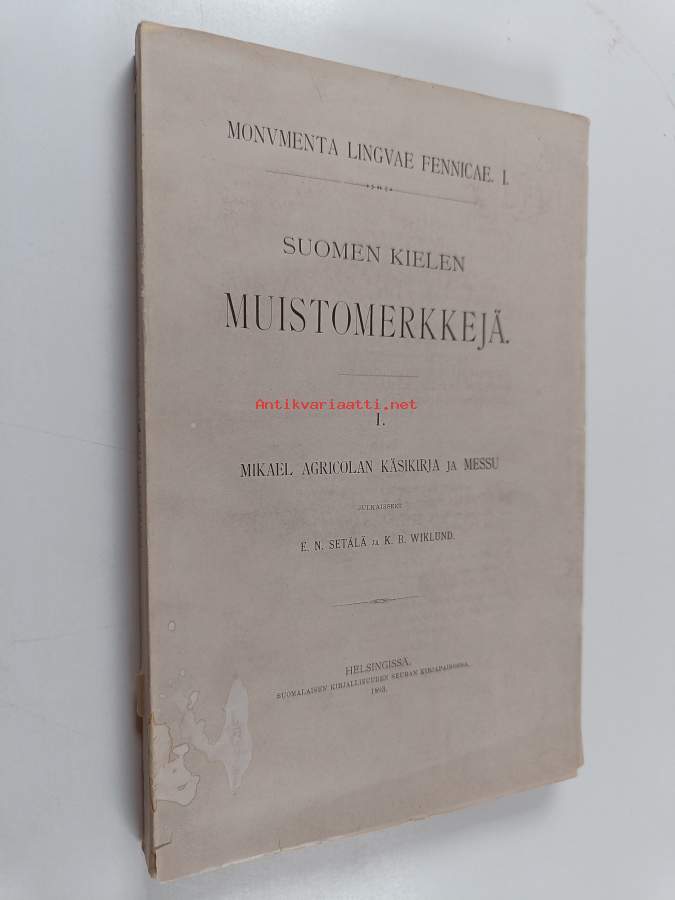 MONVMENTA LINGVAE FENNICAE. I.
SUOMEN KIELEN
MUISTOMERKKEJÄ.
Antikvariaatti.net
I.
MIKAEL AGRICOLAN KÄSIKIRJA JA MESSU
JULKAISSEET
E. N. SETÄLÄ JA K. B. WIKLUND.
HELSINGISSÄ,
SUOMALAISEN KIRJALLISUUDEN SEURAN KIRJAPAINOSSA,
1893.